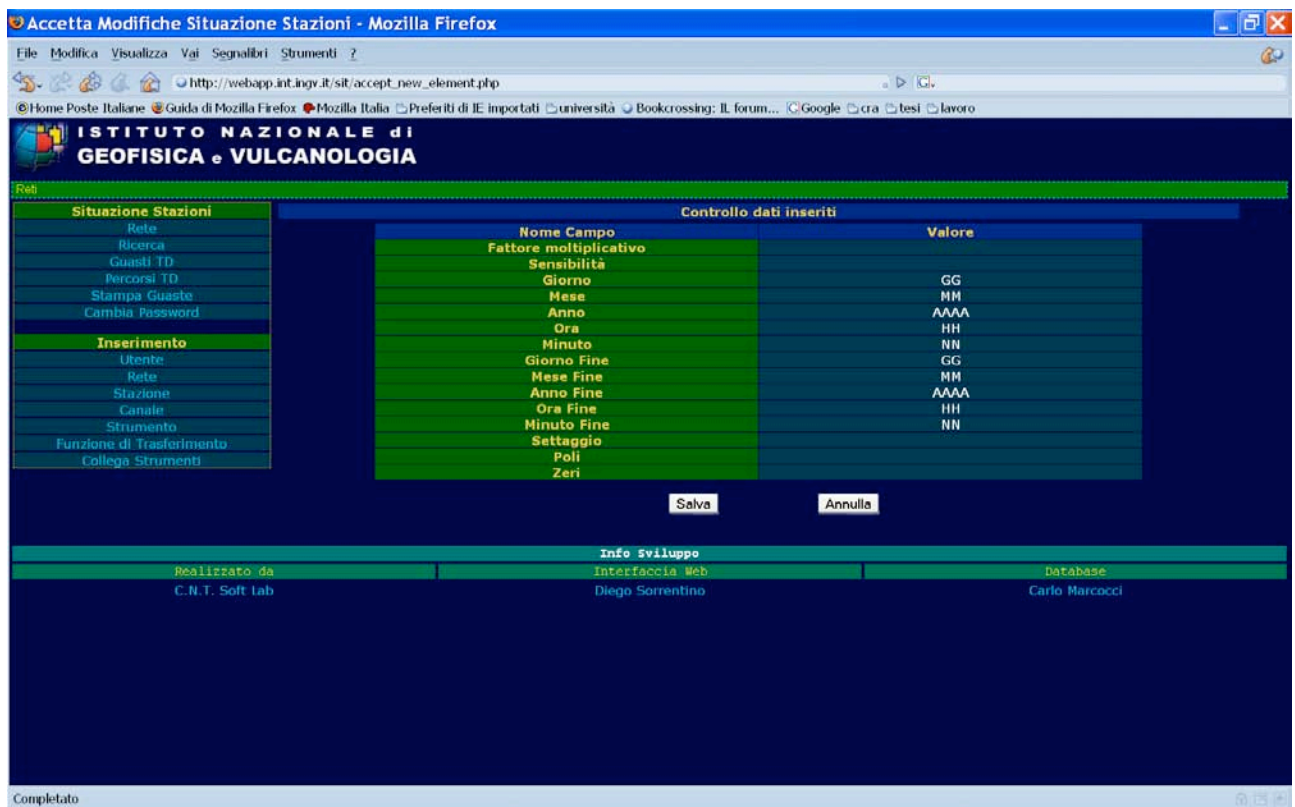 Accetta Modifiche Situazione Stazioni - Mozilla Firefox
File Modifica Visualizza Vai Segnalibri Strumenti ?
http://webapp.int.ingv.it/sit/accept_new_element.php
Home Poste Italiane Guida di Mozilla Firefox Mozilla Italia Preferiti di IE importati università Bookcrossing: IL forum... Google cra tesi lavoro
ISTITUTO NAZIONALE di
GEOFISICA e VULCANOLOGIA
Reti
Situazione Stazioni
Rete
Ricerca
Guasti TD
Percorsi TD
Stampa Guaste
Cambia Password
Inserimento
Utente
Rete
Stazione
Canale
Strumento
Funzione di Trasferimento
Collega Strumenti
Controllo dati inseriti
Nome Campo Valore
Fattore moltiplicativo
Sensibilità
Giorno GG
Mese MM
Anno AAAA
Ora HH
Minuto NN
Giorno Fine GG
Mese Fine MM
Anno Fine AAAA
Ora Fine HH
Minuto Fine NN
Settaggio
Poli
Zeri
Salva Annulla
Info Sviluppo
Realizzato da Interfaccia Web Database
C.N.T. Soft Lab Diego Sorrentino Carlo Marcocci
Completato